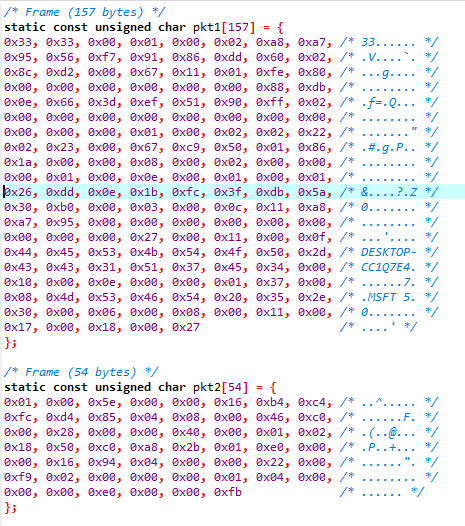 /* Frame (157 bytes) */
static const unsigned char pkt1[157] = {
0x33, 0x33, 0x00, 0x01, 0x00, 0x02, 0xa8, 0xa7, /* 33...... */
0x95, 0x56, 0xf7, 0x91, 0x86, 0xdd, 0x60, 0x02, /* .V....`. */
0x8c, 0xd2, 0x00, 0x67, 0x11, 0x01, 0xfe, 0x80, /* ...g.... */
0x00, 0x00, 0x00, 0x00, 0x00, 0x00, 0x88, 0xdb, /* ........ */
0x0e, 0x66, 0x3d, 0xef, 0x51, 0x90, 0xff, 0x02, /* .f=.Q... */
0x00, 0x00, 0x00, 0x00, 0x00, 0x00, 0x00, 0x00, /* ........ */
0x00, 0x00, 0x00, 0x01, 0x00, 0x02, 0x02, 0x22, /* ......." */
0x02, 0x23, 0x00, 0x67, 0xc9, 0x50, 0x01, 0x86, /* .#.g.P.. */
0x1a, 0x00, 0x00, 0x08, 0x00, 0x02, 0x00, 0x00, /* ........ */
0x00, 0x01, 0x00, 0x0e, 0x00, 0x01, 0x00, 0x01, /* ........ */
0x26, 0xdd, 0x0e, 0x1b, 0xfc, 0x3f, 0xdb, 0x5a, /* &....?.Z */
0x30, 0xb0, 0x00, 0x03, 0x00, 0x0c, 0x11, 0xa8, /* 0....... */
0xa7, 0x95, 0x00, 0x00, 0x00, 0x00, 0x00, 0x00, /* ........ */
0x00, 0x00, 0x00, 0x27, 0x00, 0x11, 0x00, 0x0f, /* ...'.... */
0x44, 0x45, 0x53, 0x4b, 0x54, 0x4f, 0x50, 0x2d, /* DESKTOP- */
0x43, 0x43, 0x31, 0x51, 0x37, 0x45, 0x34, 0x00, /* CC1Q7E4. */
0x10, 0x00, 0x0e, 0x00, 0x00, 0x01, 0x37, 0x00, /* ......7. */
0x08, 0x4d, 0x53, 0x46, 0x54, 0x20, 0x35, 0x2e, /* .MSFT 5. */
0x30, 0x00, 0x06, 0x00, 0x08, 0x00, 0x11, 0x00, /* 0....... */
0x17, 0x00, 0x18, 0x00, 0x27 /* ....' */
};
/* Frame (54 bytes) */
static const unsigned char pkt2[54] = {
0x01, 0x00, 0x5e, 0x00, 0x00, 0x16, 0xb4, 0xc4, /* ..^..... */
0xfc, 0xd4, 0x85, 0x04, 0x08, 0x00, 0x46, 0xc0, /* ......F. */
0x00, 0x28, 0x00, 0x00, 0x40, 0x00, 0x01, 0x02, /* .(..@... */
0x18, 0x50, 0xc0, 0xa8, 0x2b, 0x01, 0xe0, 0x00, /* .P..+... */
0x00, 0x16, 0x94, 0x04, 0x00, 0x00, 0x22, 0x00, /* ......". */
0xf9, 0x02, 0x00, 0x00, 0x00, 0x01, 0x04, 0x00, /* ........ */
0x00, 0x00, 0xe0, 0x00, 0x00, 0xfb /* ...... */
};